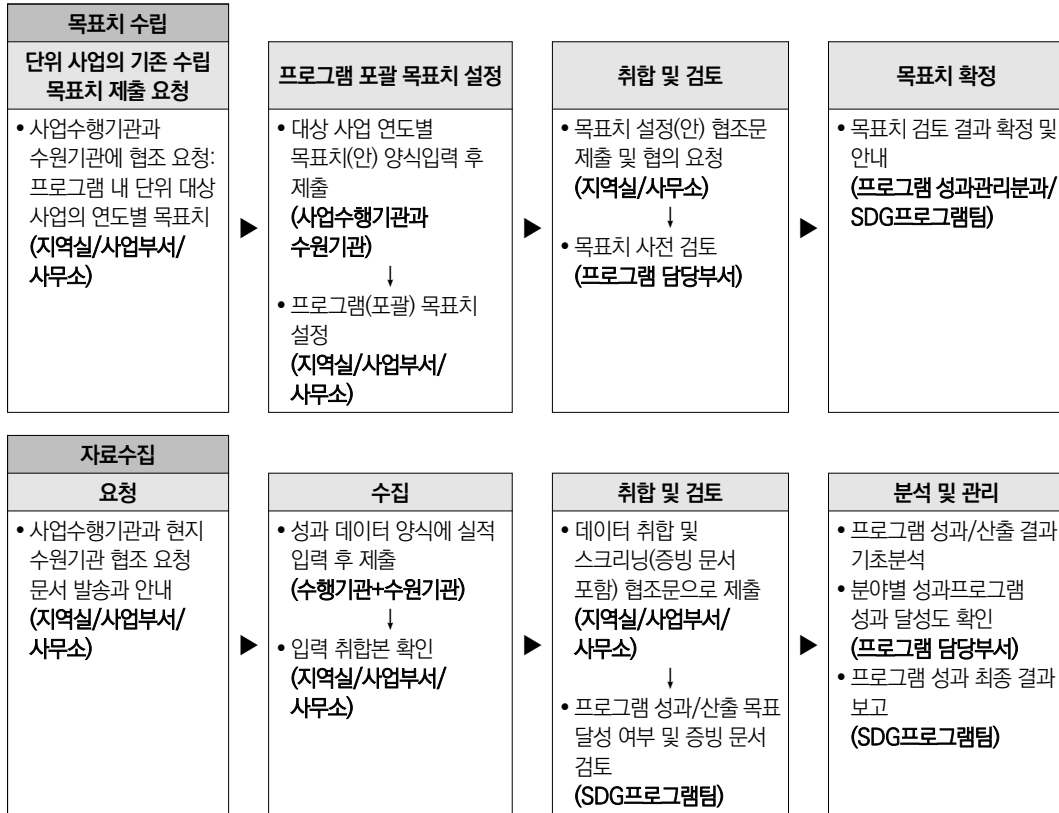 목표치 수립
단위 사업의 기존 수립
목표치 제출 요청
• 사업수행기관과
수원기관에 협조 요청:
프로그램 내 단위 대상
사업의 연도별 목표치
(지역실/사업부서/
사무소)
▶
프로그램 포괄 목표치 설정
• 대상 사업 연도별
목표치(안) 양식입력 후
제출
(사업수행기관과
수원기관)
↓
• 프로그램(포괄) 목표치
설정
(지역실/사업부서/
사무소)
▶
취합 및 검토
• 목표치 설정(안) 협조문
제출 및 협의 요청
(지역실/사무소)
↓
• 목표치 사전 검토
(프로그램 담당부서)
▶
목표치 확정
• 목표치 검토 결과 확정 및
안내
(프로그램 성과관리분과/
SDG프로그램팀)
자료수집
요청
• 사업수행기관과 현지
수원기관 협조 요청
문서 발송과 안내
(지역실/사업부서/
사무소)
▶
수집
• 성과 데이터 양식에 실적
입력 후 제출
(수행기관+수원기관)
↓
• 입력 취합본 확인
(지역실/사업부서/
사무소)
▶
취합 및 검토
• 데이터 취합 및
스크리닝(증빙 문서
포함) 협조문으로 제출
(지역실/사업부서/
사무소)
↓
• 프로그램 성과/산출 목표
달성 여부 및 증빙 문서
검토
(SDG프로그램팀)
▶
분석 및 관리
• 프로그램 성과/산출 결과
기초분석
• 분야별 성과프로그램
성과 달성도 확인
(프로그램 담당부서)
• 프로그램 성과 최종 결과
보고
(SDG프로그램팀)